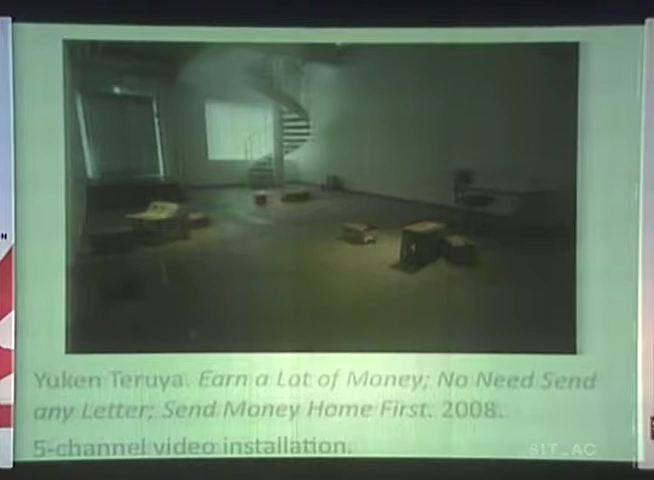 Yuken Teruya. Earn a Lot of Money; No Need Send
any Letter; Send Money Home First. 2008.
5-channel video installation.
SIT_AC
N